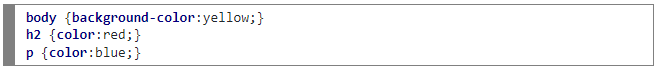 body {background-color:yellow;}
h2 {color:red;}
p {color:blue;}